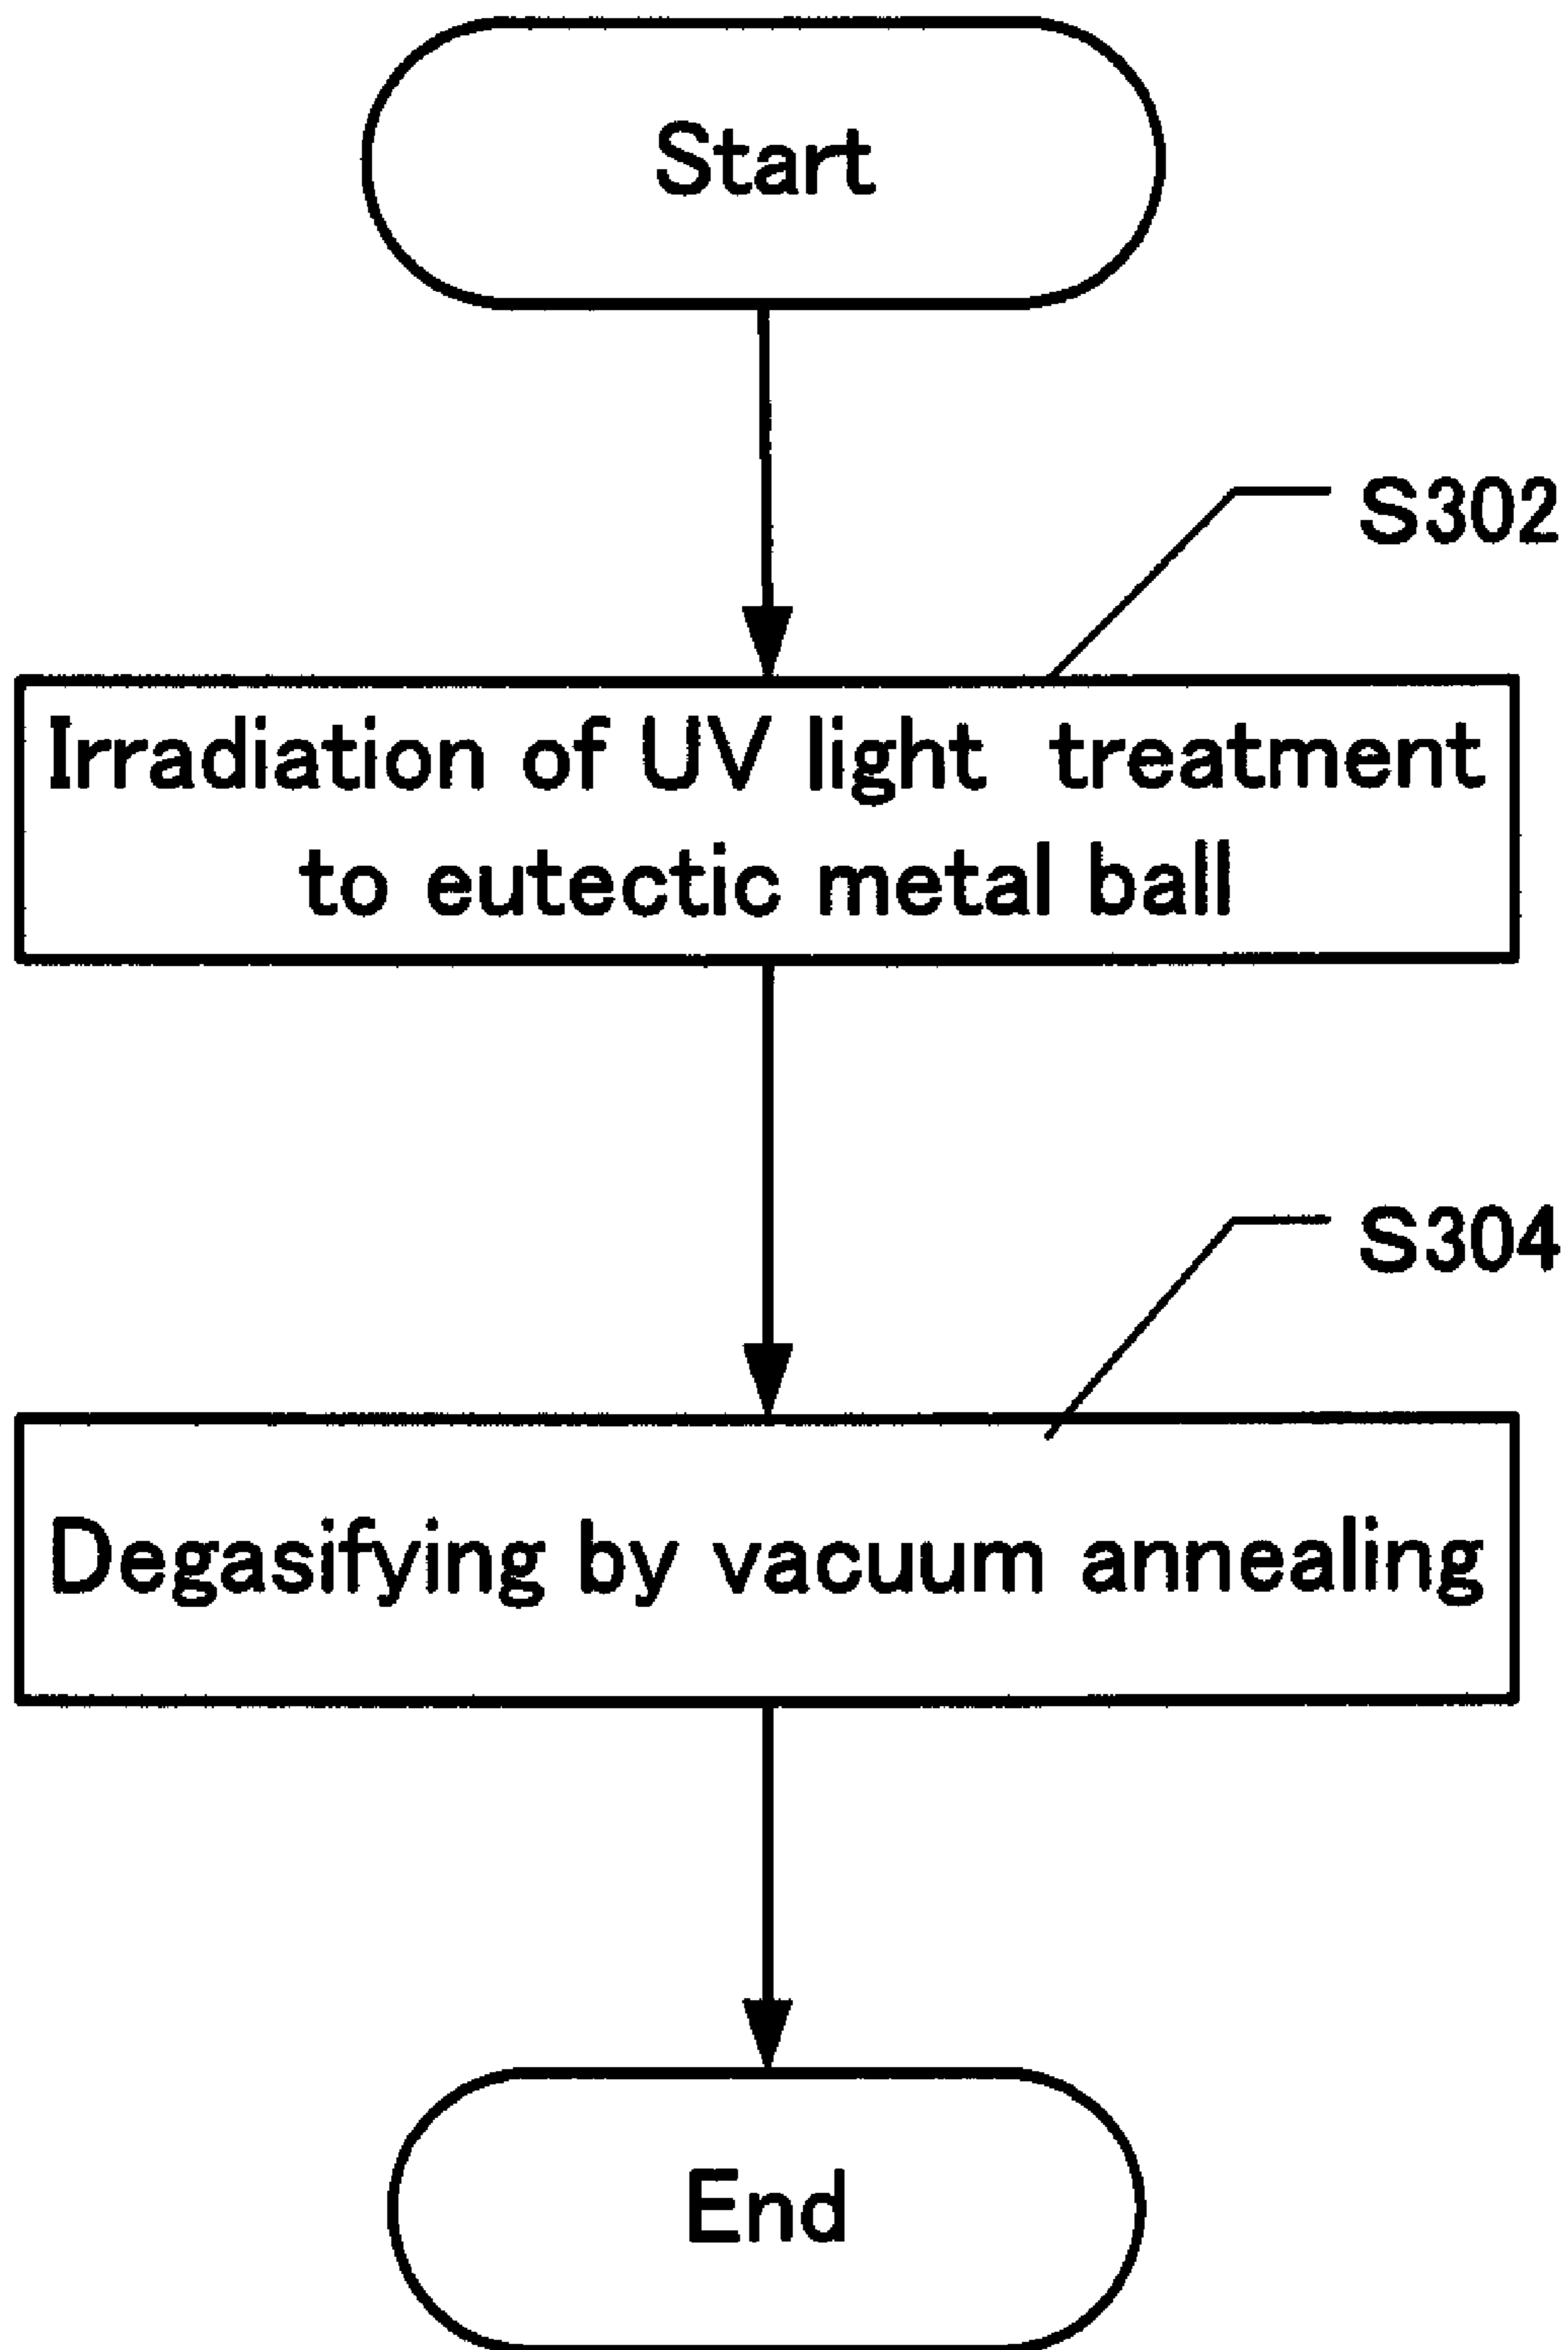 Start
S302
Irradiation of UV light treatment
to eutectic metal ball
S304
Degasifying by vacuum annealing
End